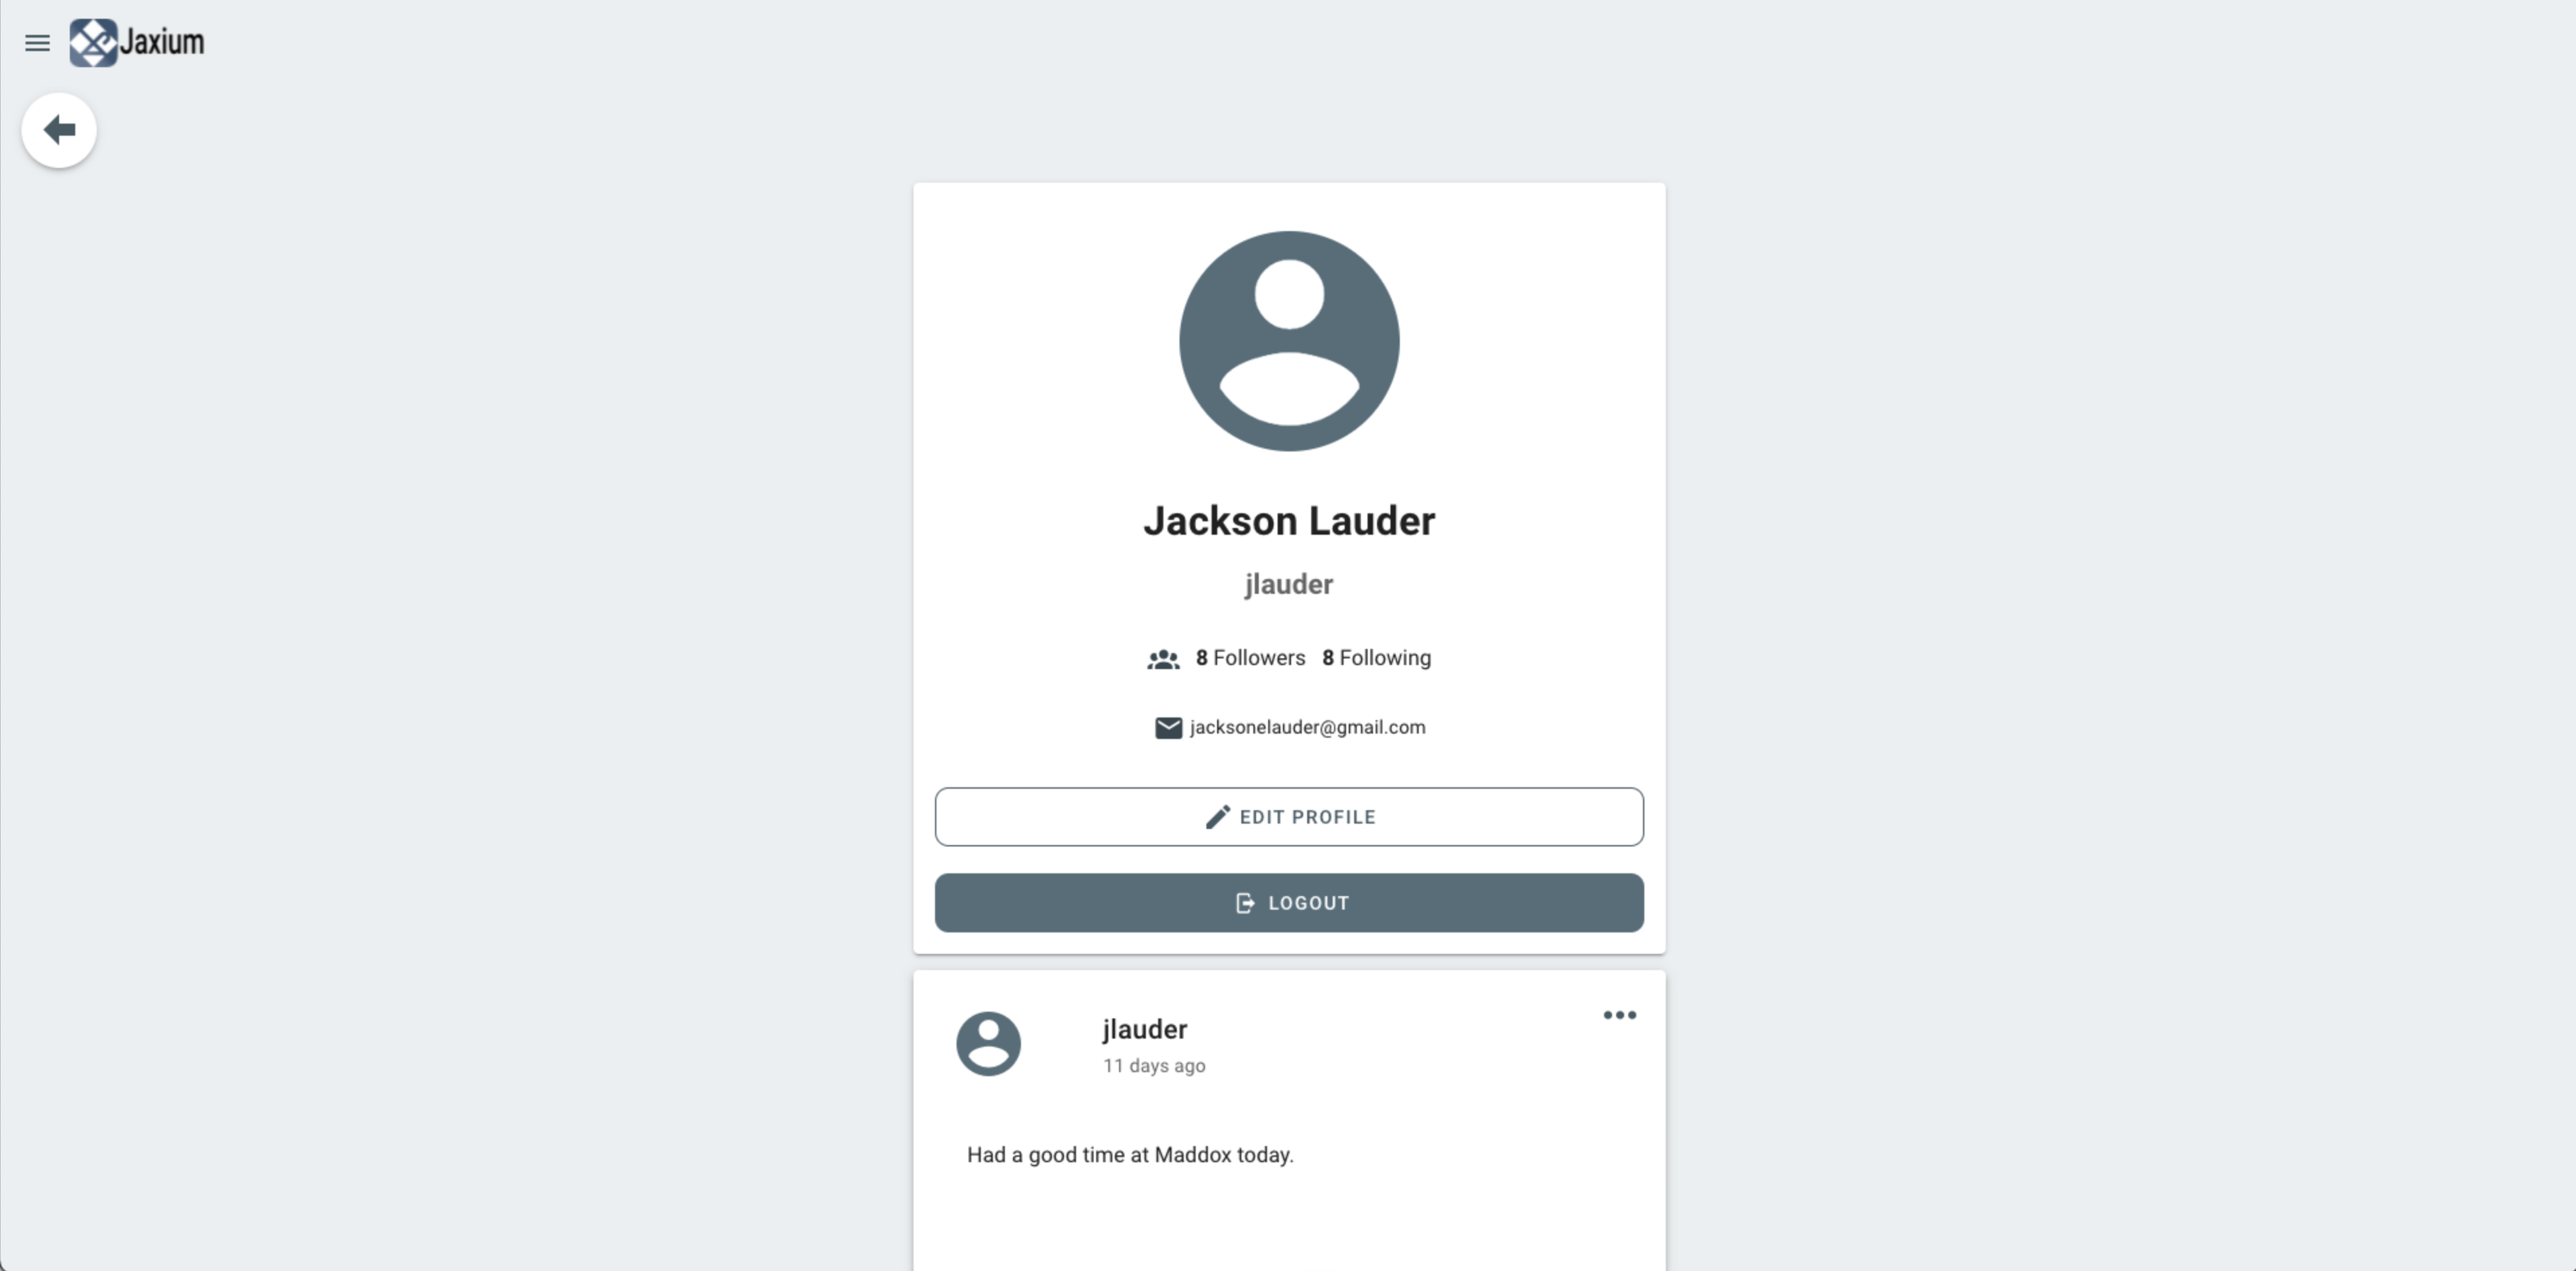 Jaxium
Jackson Lauder
jlauder
8 Followers 8 Following
jacksonelauder@gmail.com
EDIT PROFILE
LOGOUT
jlauder
11 days ago
Had a good time at Maddox today.